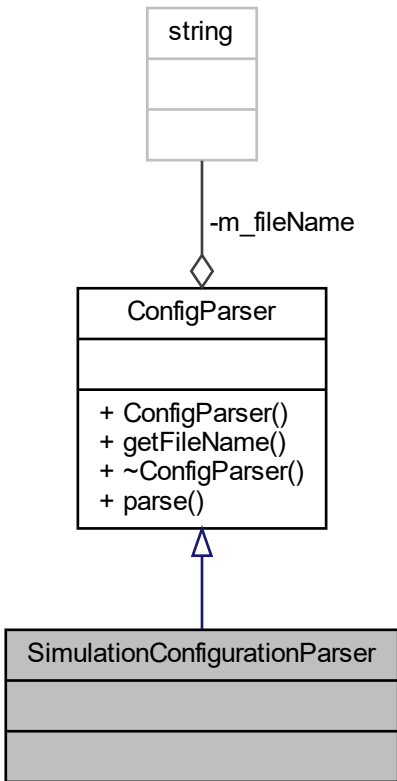 string
-m_fileName
ConfigParser
+ ConfigParser()
+ getFileName()
+ ~ConfigParser()
+ parse()
SimulationConfigurationParser